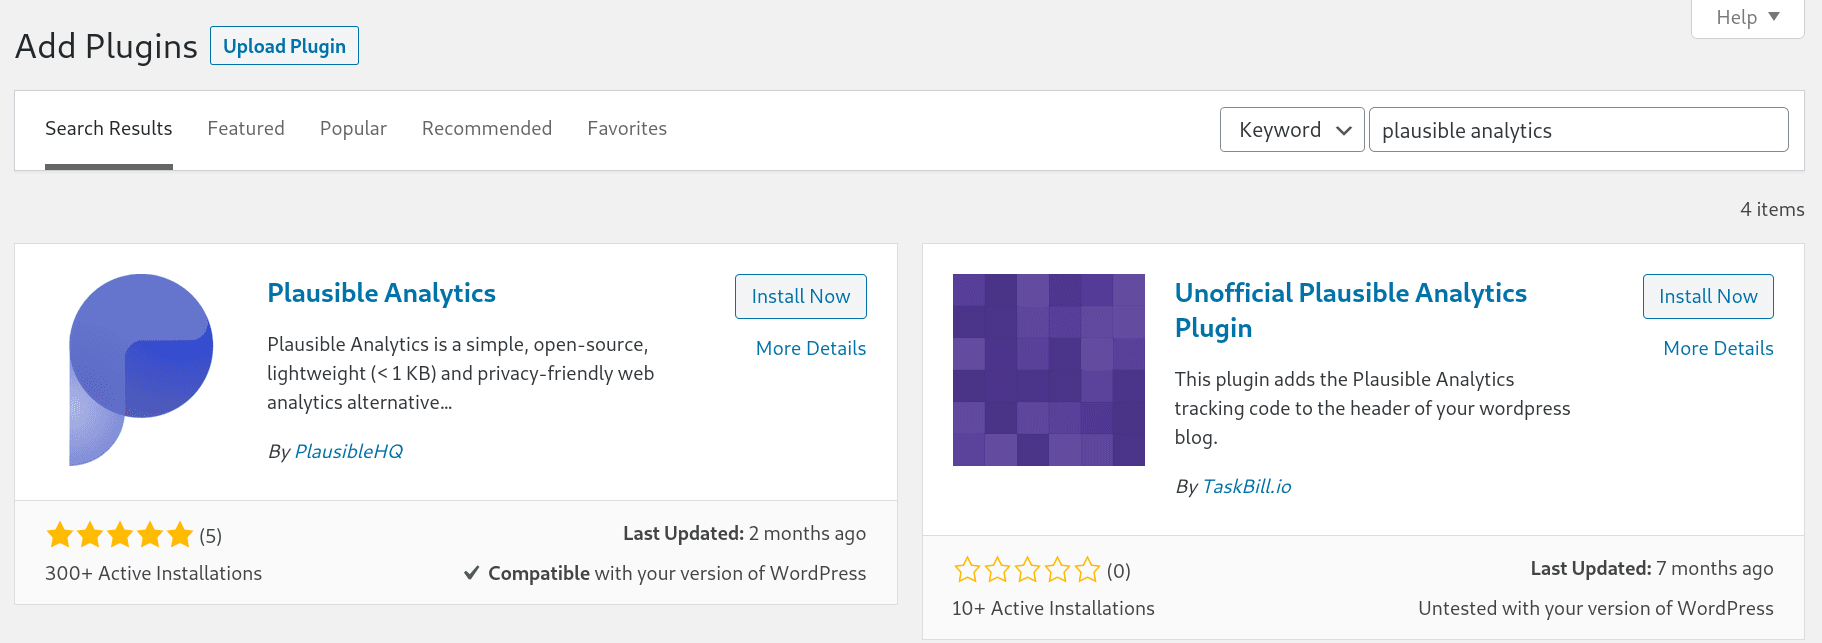 Help
Add Plugins
Upload Plugin
Search Results Featured Popular Recommended Favorites
Keyword
plausible analytics
4 items
Plausible Analytics
Install Now
More Details
Plausible Analytics is a simple, open-source,
lightweight (< 1 KB) and privacy-friendly web
analytics alternative...
By PlausibleHQ
(5)
300+ Active Installations
Last Updated: 2 months ago
Compatible with your version of WordPress
Unofficial Plausible Analytics
Plugin
Install Now
More Details
This plugin adds the Plausible Analytics
tracking code to the header of your wordpress
blog.
By TaskBill.io
(0)
10+ Active Installations
Last Updated: 7 months ago
Untested with your version of WordPress